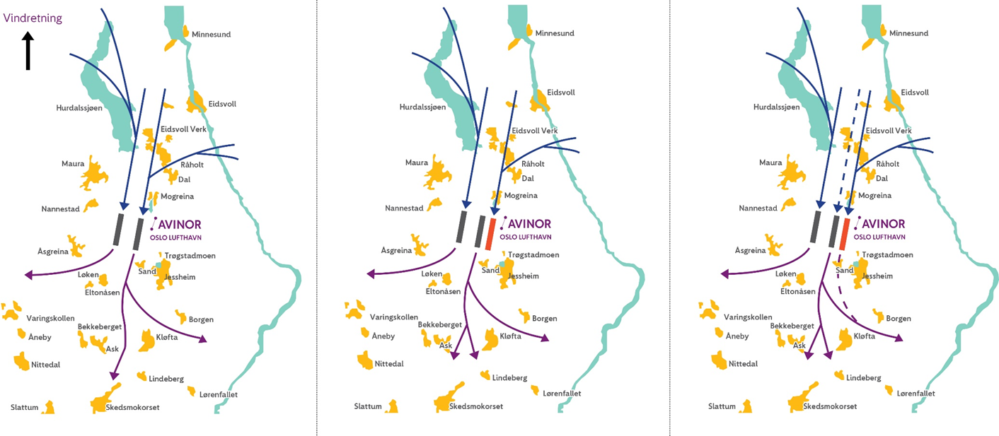 Vindretning
Minnesund
Eidsvoll
Hurdalssjøen
Eidsvoll Verk
Maura
Råholt
Dal
Mogreina
Nannestad
AVINOR
OSLO LUFTHAVN
Åsgreina
Trøgstadmoen
Løken
Sand
Jessheim
Eltonåsen
Varingskollen
Borgen
Bekkeberget
Åneby
Kløfta
Ask
Nittedal
Lindeberg
Lørenfallet
Slattum
Skedsmokorset
Minnesund
Eidsvoll
Hurdalssjøen
Eidsvoll Verk
Maura
Råholt
Dal
Mogreina
Nannestad
AVINOR
OSLO LUFTHAVN
Åsgreina
Trøgstadmoen
Løken
Sand
Jessheim
Eltonåsen
Varingskollen
Borgen
Bekkeberget
Åneby
Kløfta
Ask
Nittedal
Lindeberg
Lørenfallet
Slattum
Skedsmokorset
Minnesund
Eidsvoll
Hurdalssjøen
Eidsvoll Verk
Maura
Råholt
Dal
Mogreina
Nannestad
AVINOR
OSLO LUFTHAVN
Åsgreina
Trøgstadmoen
Løken
Sand
Jessheim
Eltonåsen
Varingskollen
Borgen
Bekkeberget
Åneby
Kløfta
Ask
Nittedal
Lindeberg
Lørenfallet
Slattum
Skedsmokorset